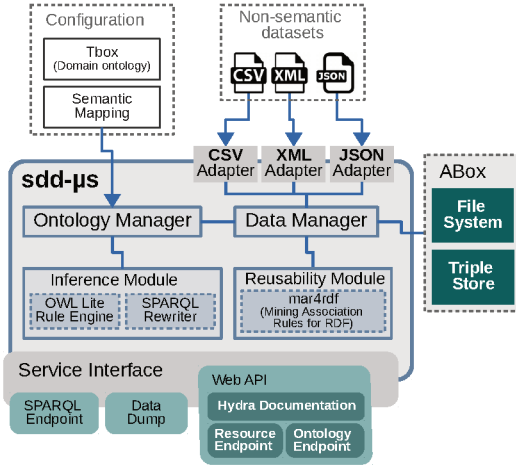 Configuration
Tbox
(Domain ontology)
Semantic
Mapping
Non-semantic
datasets
CSV
XML
JSON
CSV
Adapter
XML
Adapter
JSON
Adapter
sdd-µs
Ontology Manager
Data Manager
ABox
File
System
Triple
Store
Inference Module
OWL Lite
Rule Engine
SPARQL
Rewriter
Reusability Module
mar4rdf
(Mining Association
Rules for RDF)
Service Interface
SPARQL
Endpoint
Data
Dump
Web API
Hydra Documentation
Resource
Endpoint
Ontology
Endpoint